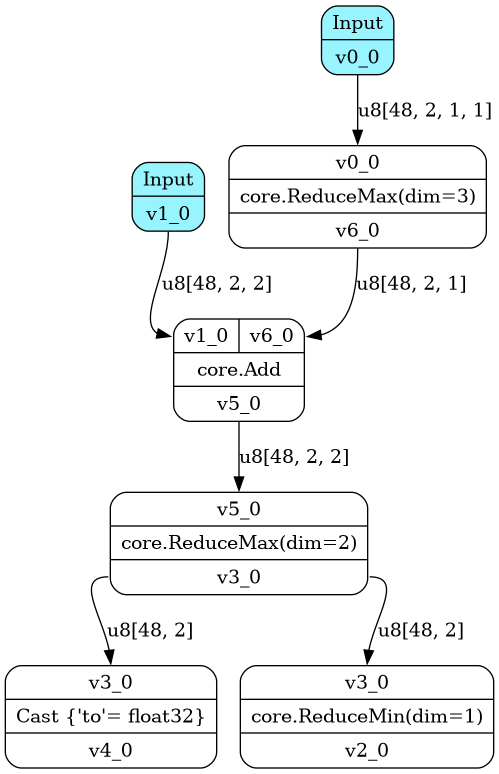 Input
v0_0
u8[48, 2, 1, 1]
v0_0
core.ReduceMax(dim=3)
v6_0
Input
v1_0
u8[48, 2, 2]
u8[48, 2, 1]
v1_0 v6_0
core.Add
v5_0
u8[48, 2, 2]
v5_0
core.ReduceMax(dim=2)
v3_0
u8[48, 2]
u8[48, 2]
v3_0
Cast {'to'= float32}
v4_0
v3_0
core.ReduceMin(dim=1)
v2_0